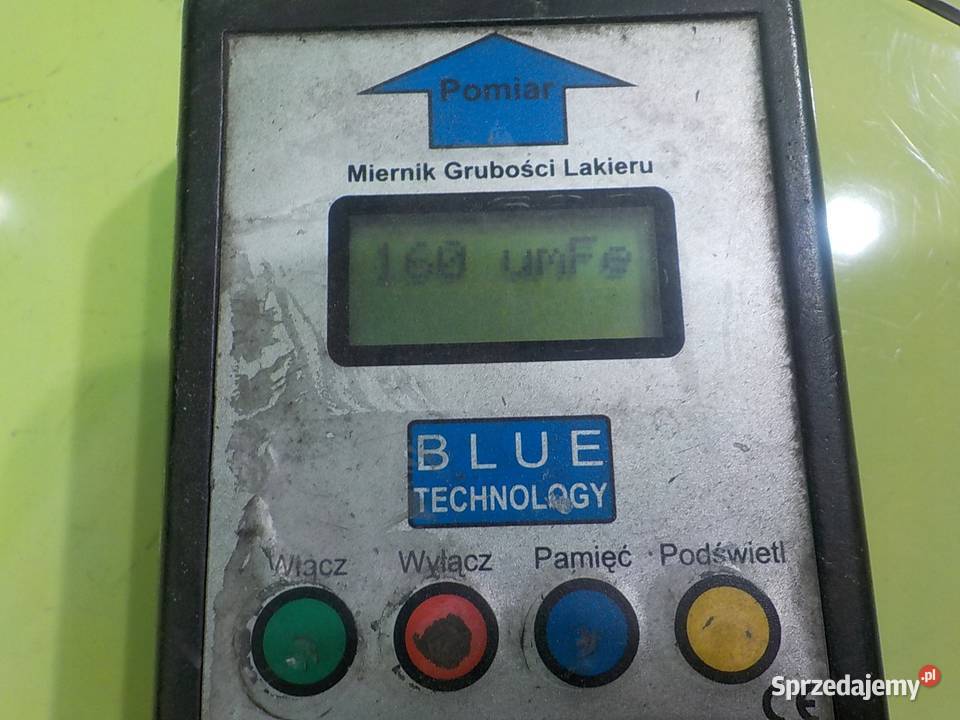 Pomiar
Miernik Grubości Lakieru
160 umFe
BLUE
TECHNOLOGY
Włącz Wyłącz Pamięć Podświetl
CE
Sprzedajemy.pl